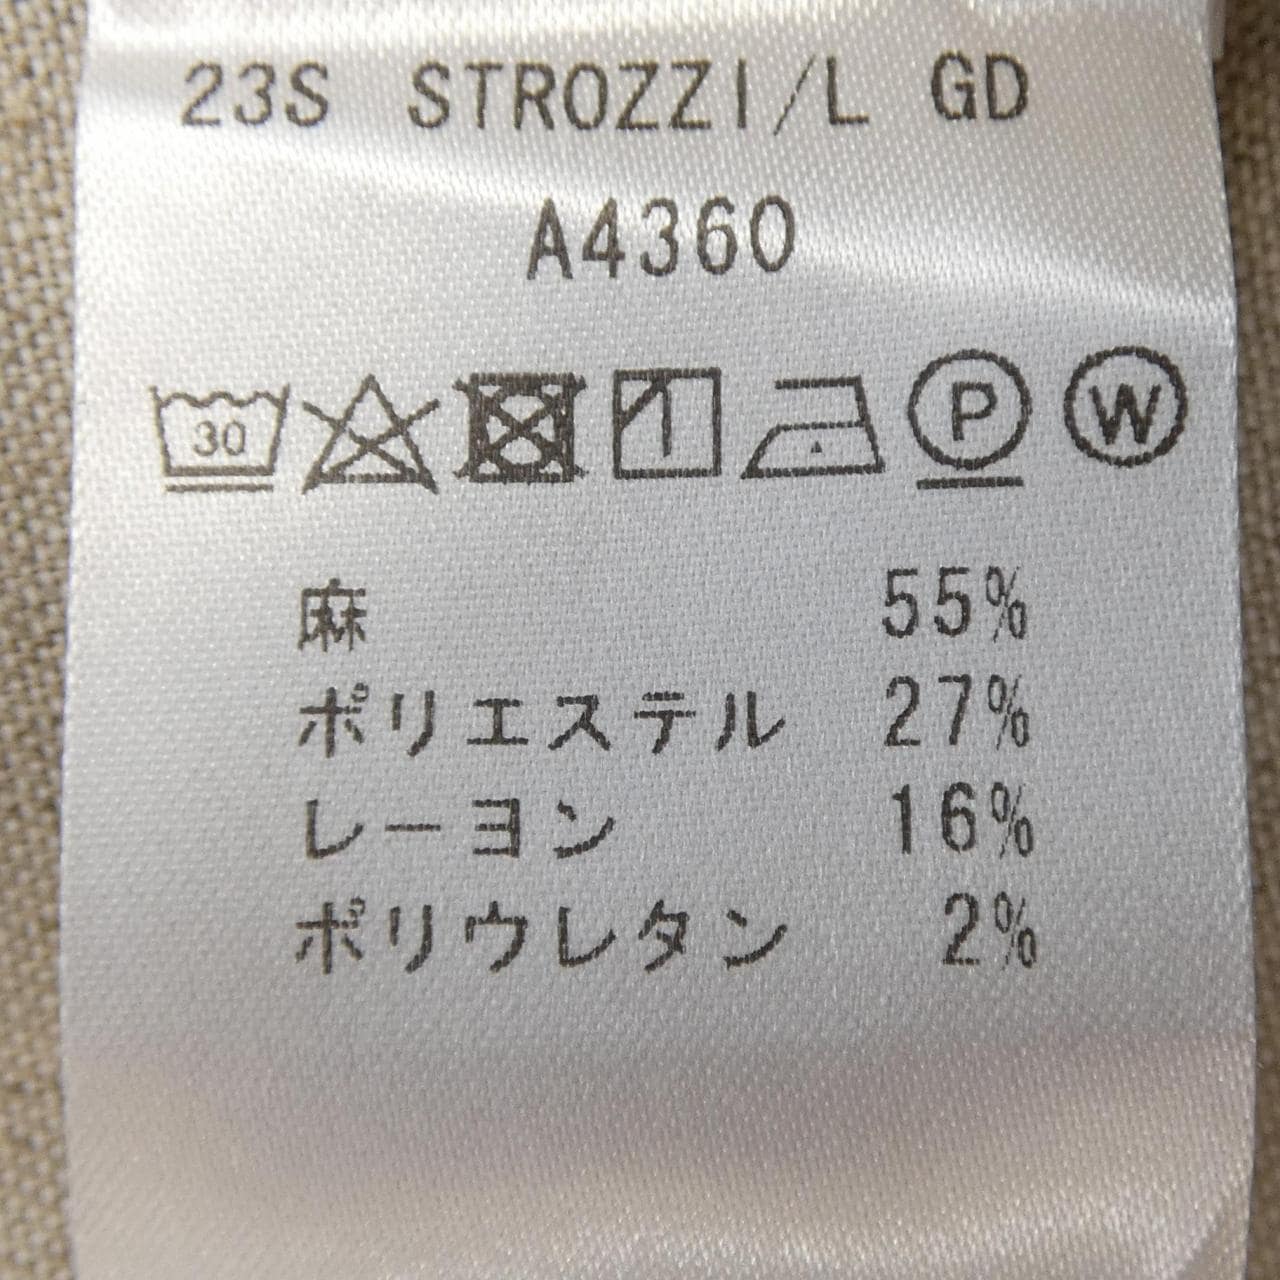 23S STROZZI/L GD
A4360
30 P W
麻 55%
ポリエステル 27%
レーヨン 16%
ポリウレタン 2%